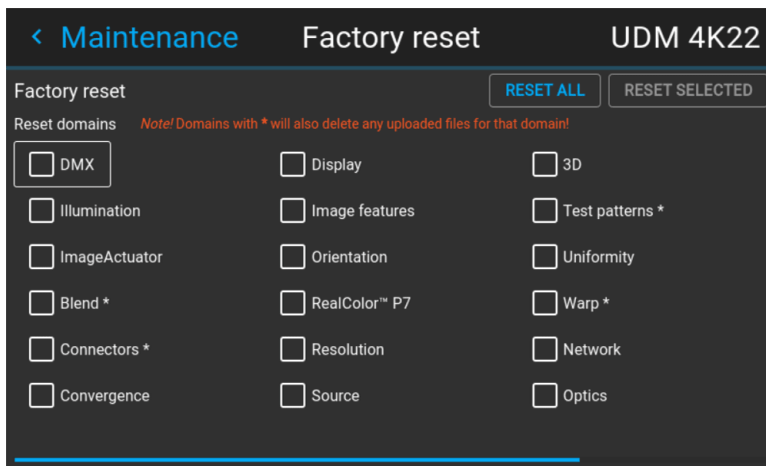 Maintenance Factory reset UDM 4K22
Factory reset RESET ALL RESET SELECTED
Reset domains Note! Domains with * will also delete any uploaded files for that domain!
DMX Display 3D
Illumination Image features Test patterns *
ImageActuator Orientation Uniformity
Blend * RealColor™ P7 Warp *
Connectors * Resolution Network
Convergence Source Optics